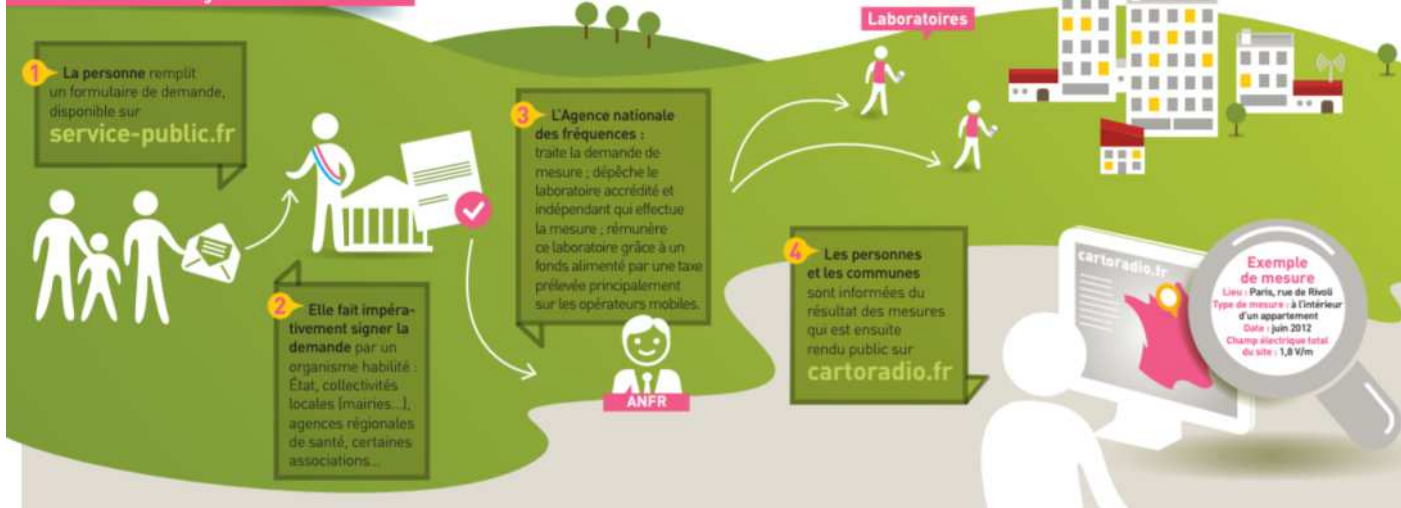 Laboratoires
1 La personne remplit
un formulaire de demande,
disponible sur
service-public.fr
2 Elle fait impéra-
tivement signer la
demande par un
organisme habilité :
État, collectivités
locales (mairies...),
agences régionales
de santé, certaines
associations...
3 L'Agence nationale
des fréquences :
traite la demande de
mesure ; dépêche le
laboratoire accrédité et
indépendant qui effectue
la mesure ; rémunère
ce laboratoire grâce à un
fonds alimenté par une taxe
prélevée principalement
sur les opérateurs mobiles.
ANFR
4 Les personnes
et les communes
sont informées du
résultat des mesures
qui est ensuite
rendu public sur
cartoradio.fr
cartoradio.fr
Exemple
de mesure
Lieu : Paris, rue de Rivoli
Type de mesure : à l'intérieur
d'un appartement
Date : juin 2012
Champ électrique total
du site : 1,8 V/m